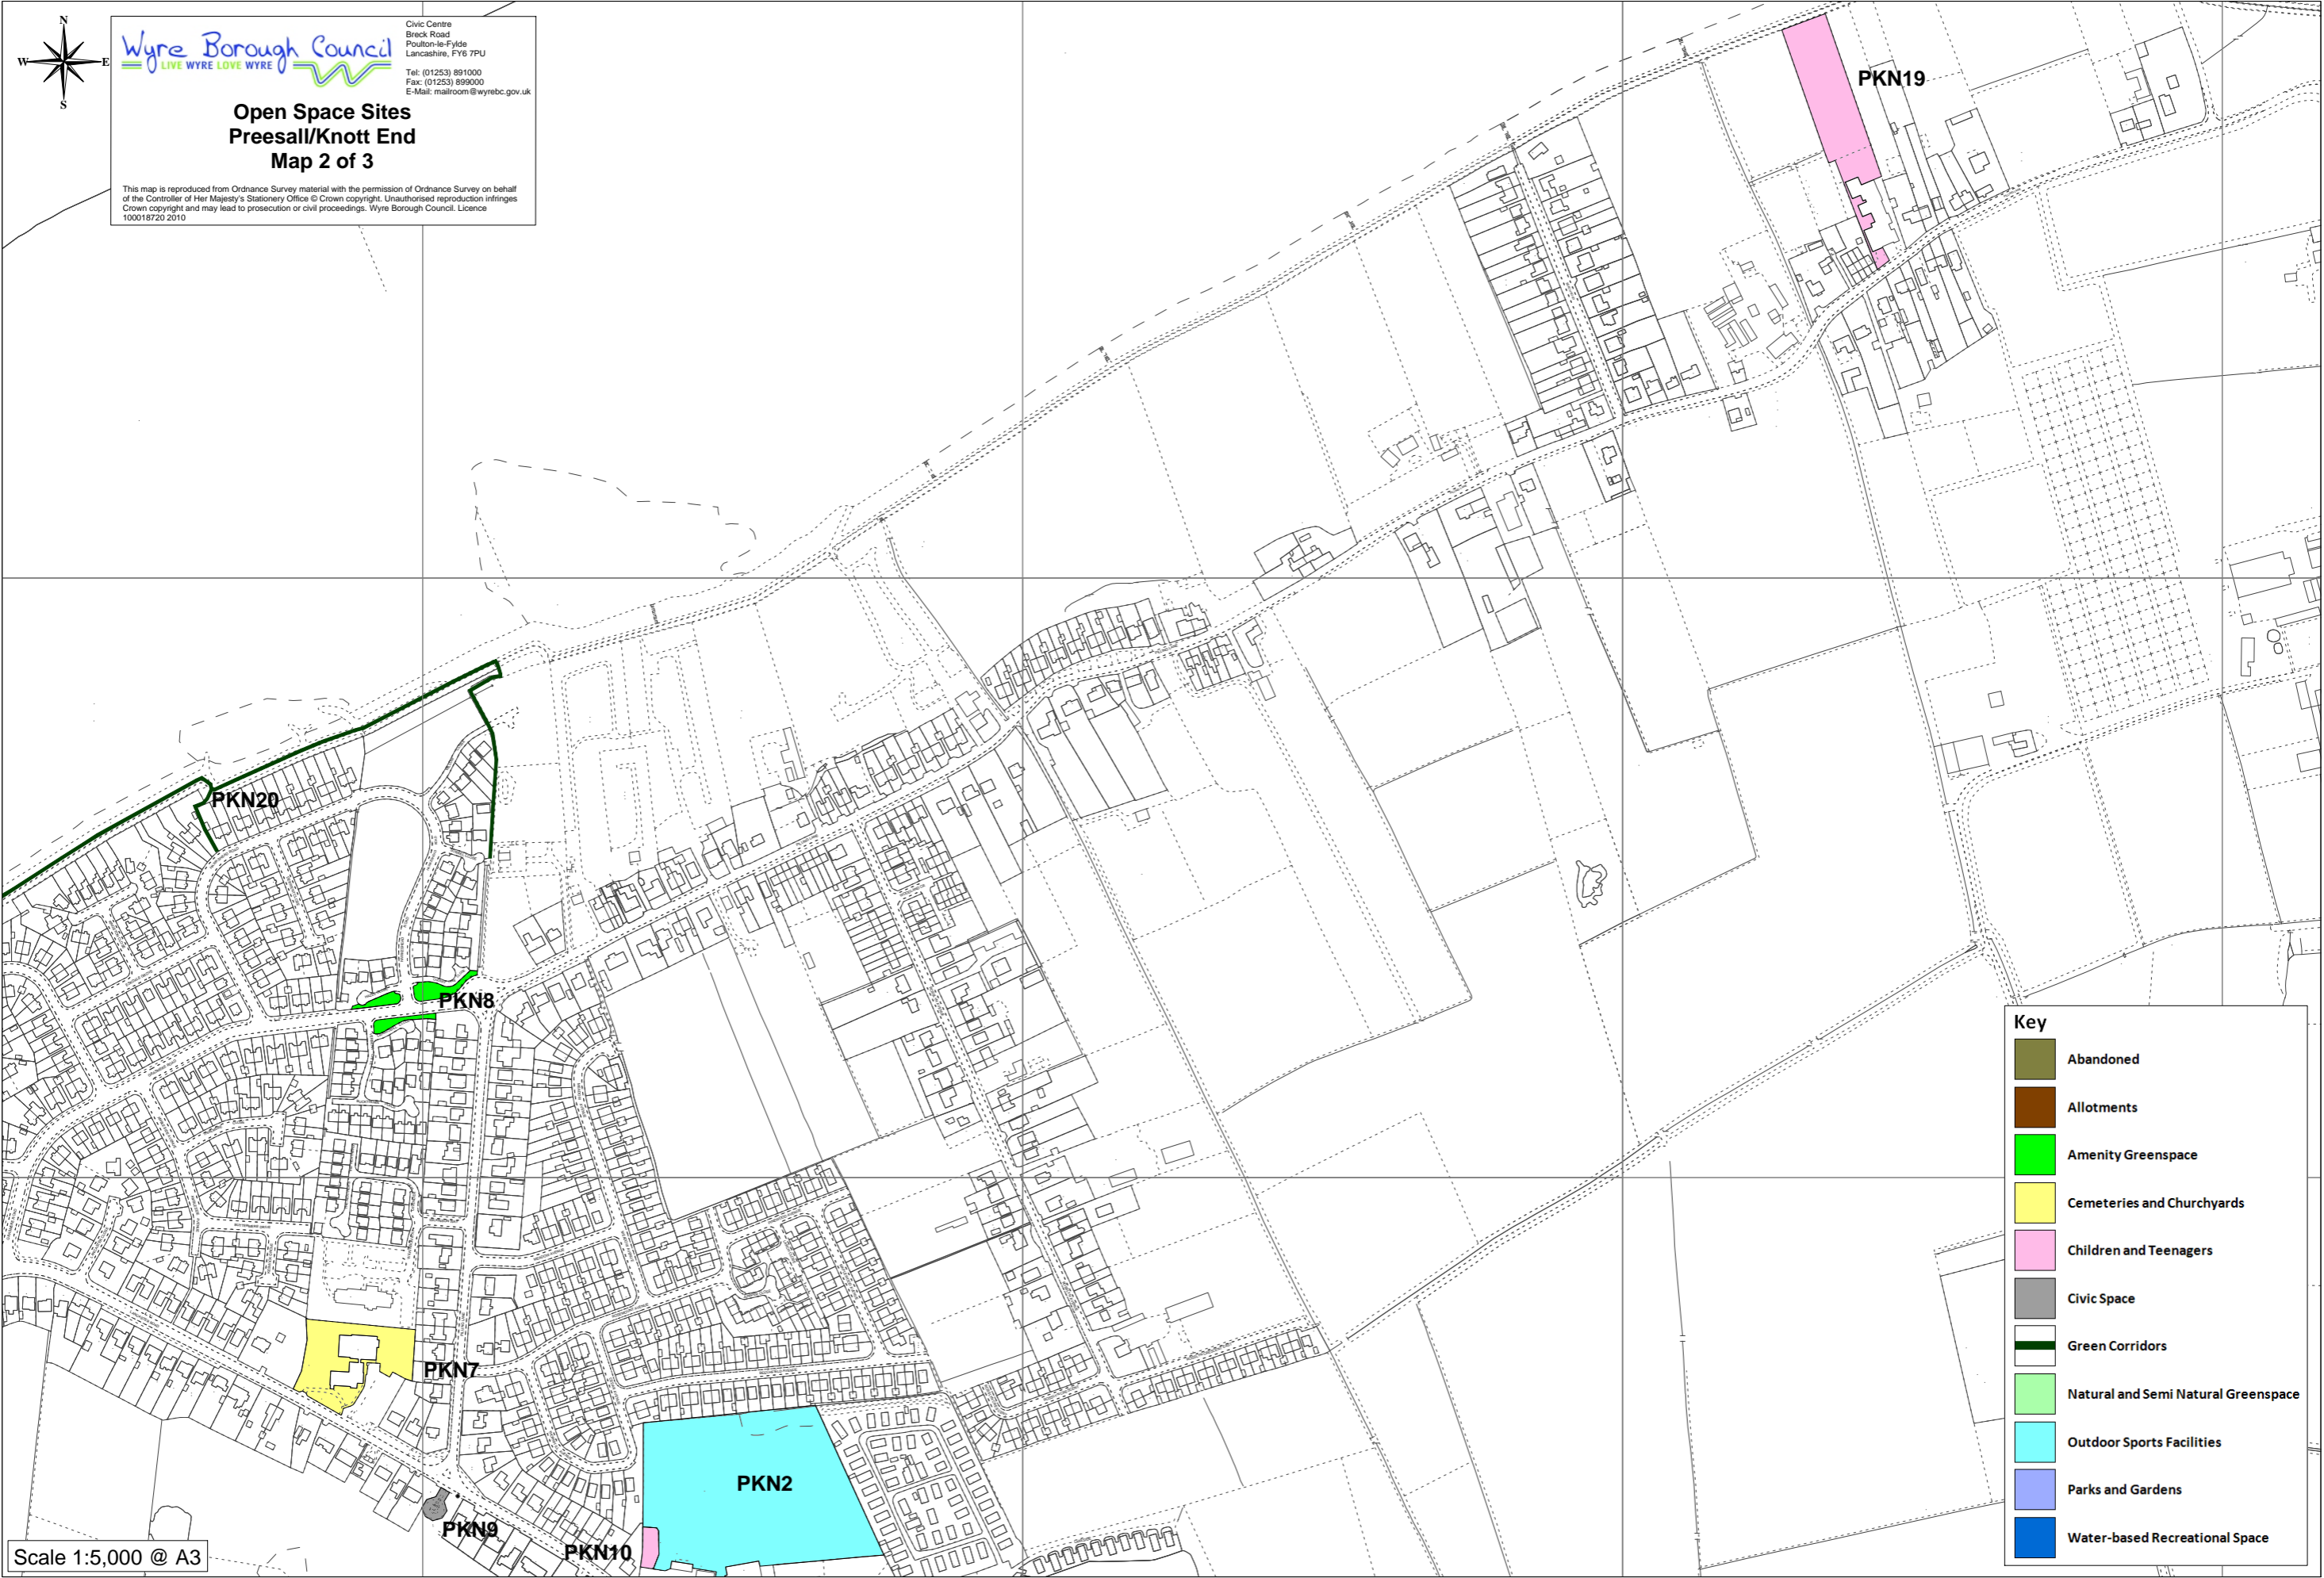 N
W
E
S
Wyre Borough Council
LIVE WYRE LOVE WYRE
Civic Centre
Breck Road
Poulton-le-Fylde
Lancashire, FY6 7PU
Tel: (01253) 891000
Fax: (01253) 899000
E-Mail: mailroom@wyrebc.gov.uk
Open Space Sites
Preesall/Knott End
Map 2 of 3
This map is reproduced from Ordnance Survey material with the permission of Ordnance Survey on behalf
of the Controller of Her Majesty's Stationery Office © Crown copyright. Unauthorised reproduction infringes
Crown copyright and may lead to prosecution or civil proceedings. Wyre Borough Council. Licence
100018720 2010
PKN19
PKN20
PKN8
PKN7
PKN2
PKN9
PKN10
Key
Abandoned
Allotments
Amenity Greenspace
Cemeteries and Churchyards
Children and Teenagers
Civic Space
Green Corridors
Natural and Semi Natural Greenspace
Outdoor Sports Facilities
Parks and Gardens
Water-based Recreational Space
Scale 1:5,000 @ A3